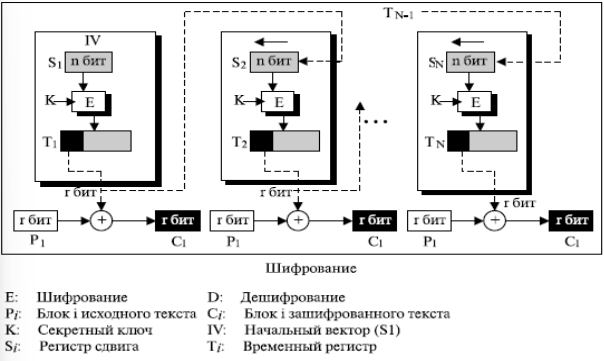 T N-1
IV
S1 n бит S2 n бит SN n бит
K E K E K E
T1 T2 TN
r бит r бит r бит
r бит + r бит r бит + r бит r бит + r бит
P1 C1 P1 C1 P1 C1
Шифрование
E: Шифрование D: Дешифрование
Pi: Блок i исходного текста Ci: Блок i зашифрованного текста
K: Секретный ключ IV: Начальный вектор (S1)
Si: Регистр сдвига Ti: Временный регистр